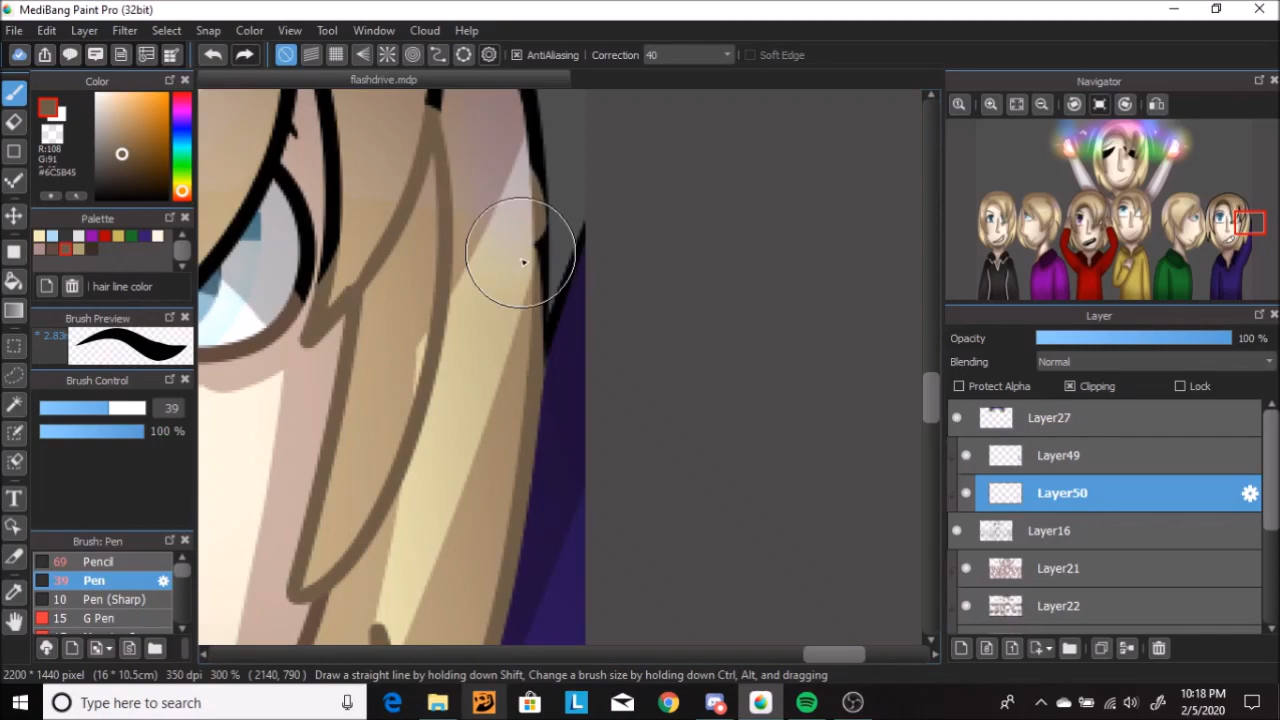 MediBang Paint Pro (32bit)
File Edit Layer Filter Select Snap Color View Tool Window Cloud Help
AntiAliasing Correction 40 Soft Edge
Color
flashdrive.mdp
Navigator
R:108
G:91
#6C5B45
Palette
hair line color
Brush Preview
* 2.83
Brush Control
39
100 %
Brush: Pen
69 Pencil
39 Pen
10 Pen (Sharp)
15 G Pen
Layer
Opacity 100 %
Blending Normal
Protect Alpha Clipping Lock
Layer27
Layer49
Layer50
Layer16
Layer21
Layer22
2200 * 1440 pixel (16 * 10.5cm) 350 dpi 300 % (2140, 790) Draw a straight line by holding down Shift, Change a brush size by holding down Ctrl, Alt, and dragging
Type here to search
10:18 PM
2/5/2020